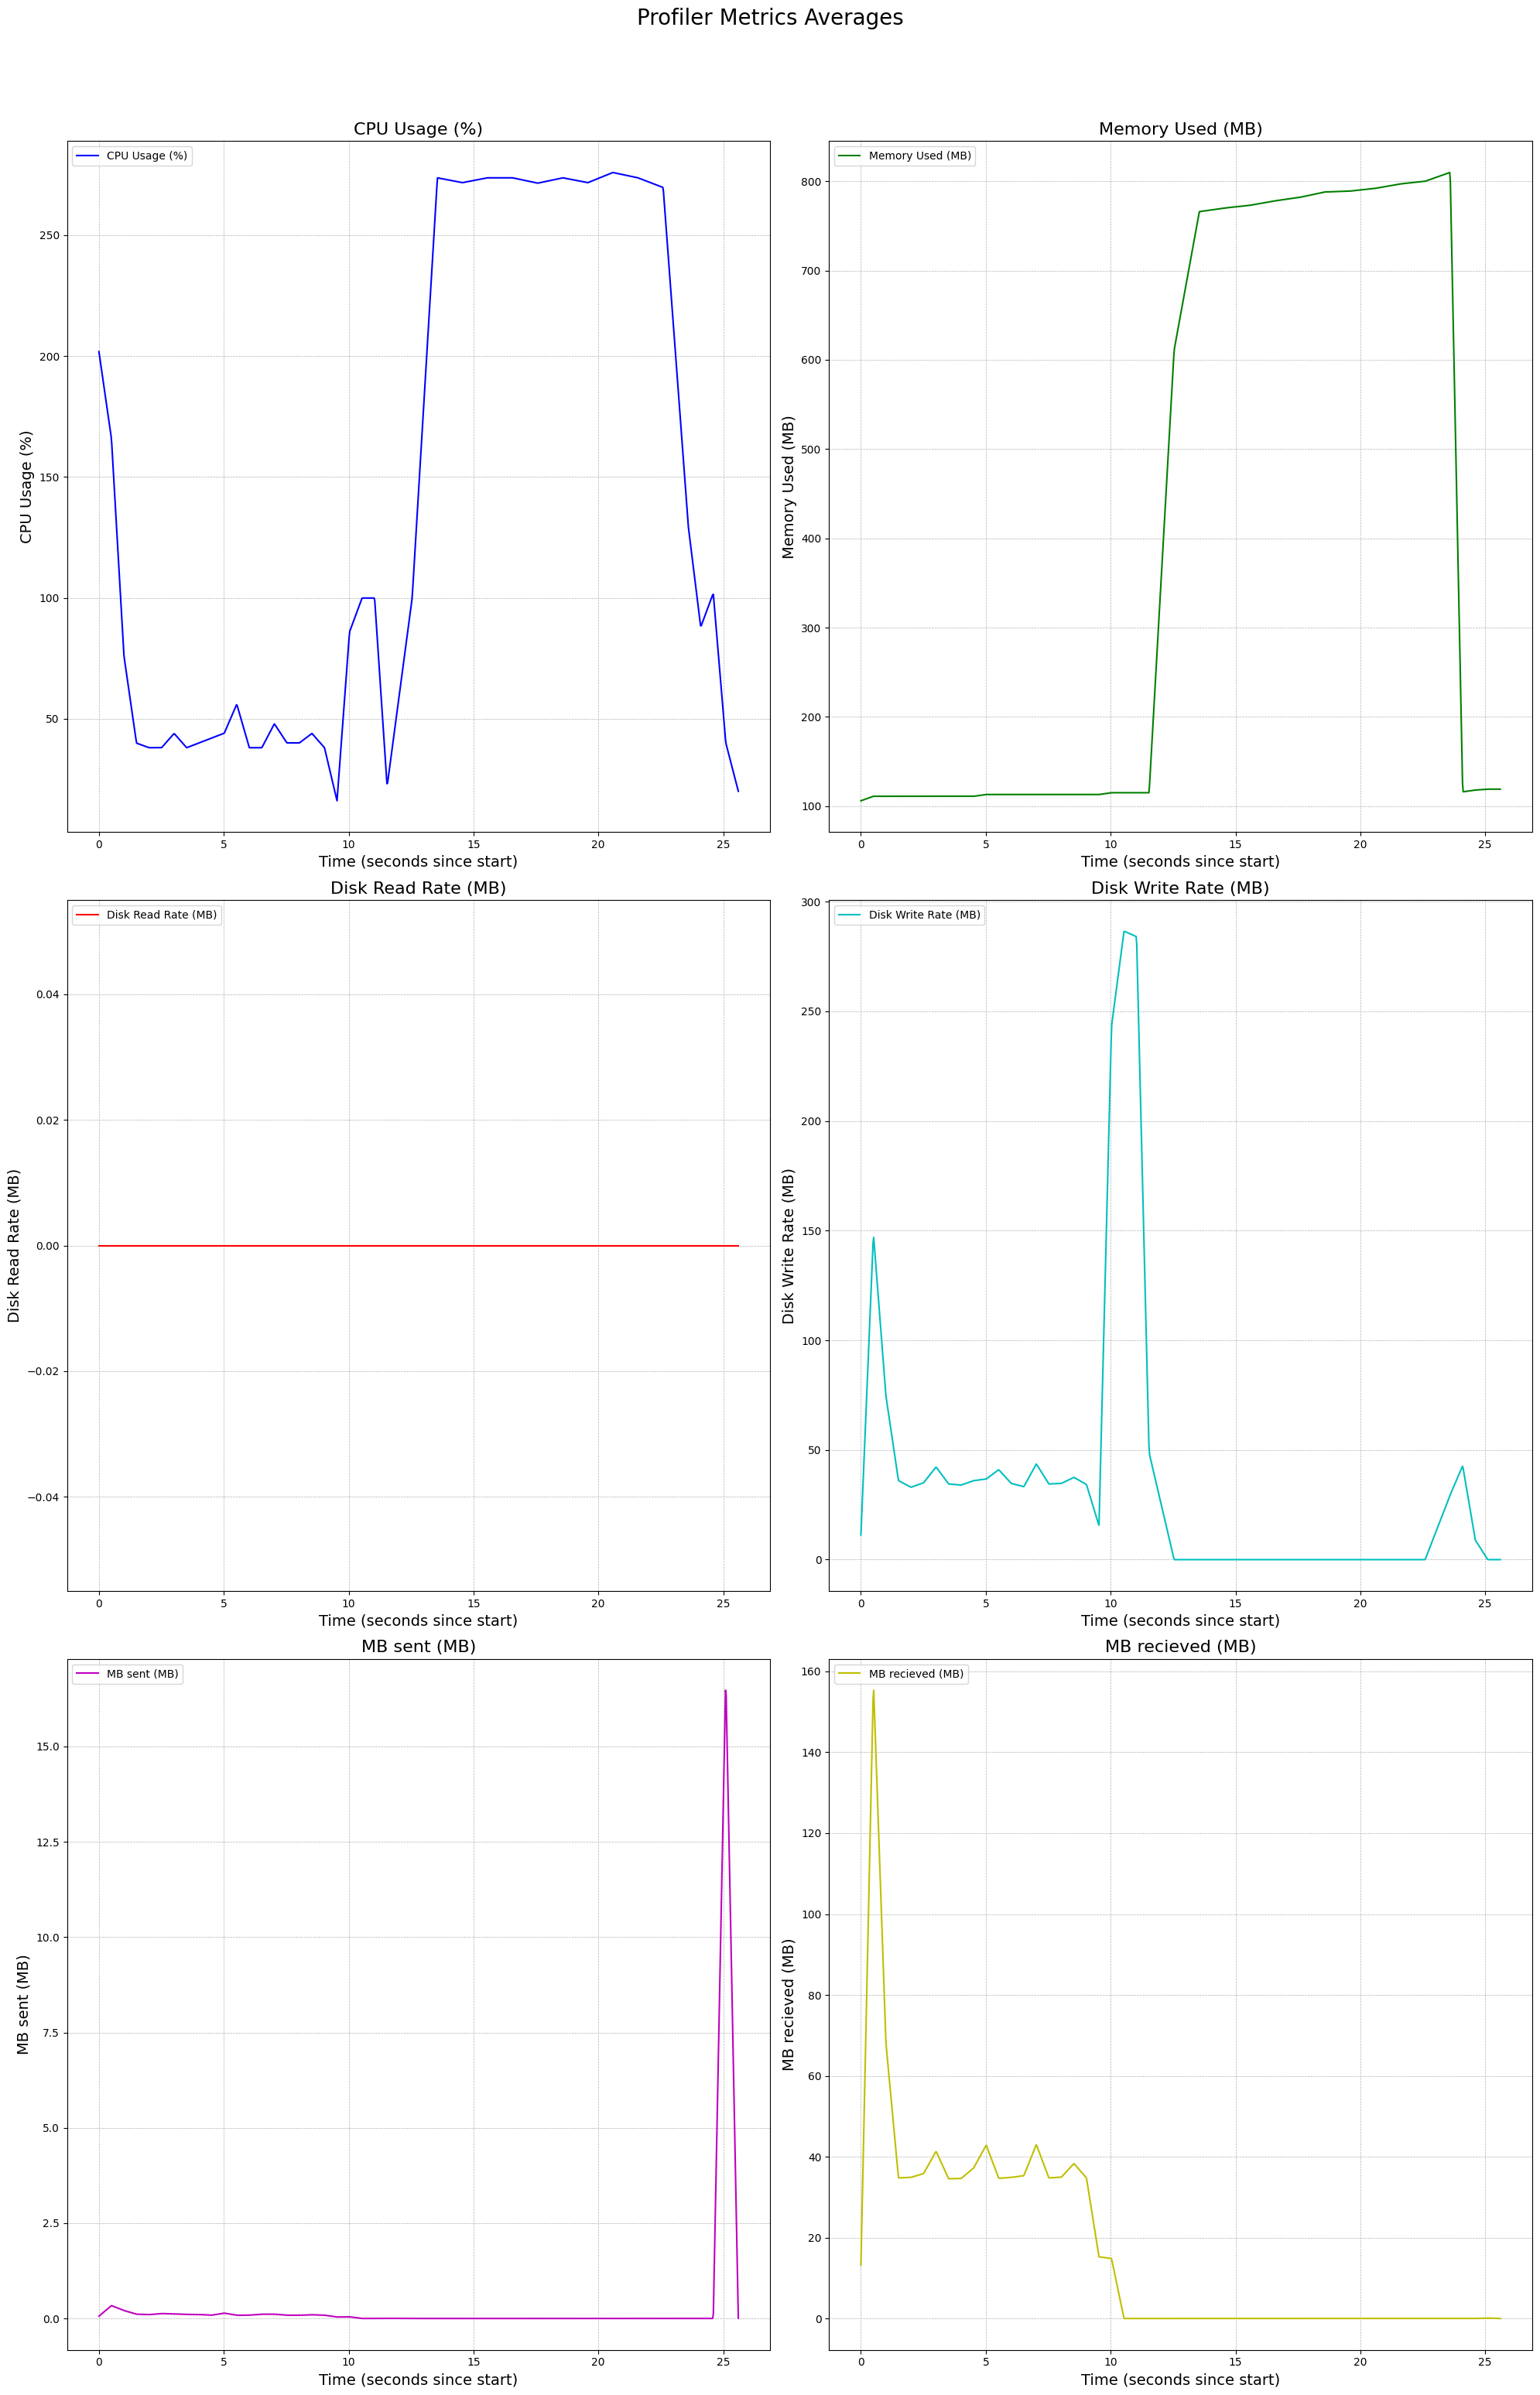 Profiler Metrics Averages
CPU Usage (%)
CPU Usage (%)
CPU Usage (%)
250
200
150
100
50
0 5 10 15 20 25
Time (seconds since start)
Memory Used (MB)
Memory Used (MB)
Memory Used (MB)
800
700
600
500
400
300
200
100
0 5 10 15 20 25
Time (seconds since start)
Disk Read Rate (MB)
Disk Read Rate (MB)
Disk Read Rate (MB)
0.04
0.02
0.00
−0.02
−0.04
0 5 10 15 20 25
Time (seconds since start)
Disk Write Rate (MB)
Disk Write Rate (MB)
Disk Write Rate (MB)
300
250
200
150
100
50
0
0 5 10 15 20 25
Time (seconds since start)
MB sent (MB)
MB sent (MB)
MB sent (MB)
15.0
12.5
10.0
7.5
5.0
2.5
0.0
0 5 10 15 20 25
Time (seconds since start)
MB recieved (MB)
MB recieved (MB)
MB recieved (MB)
160
140
120
100
80
60
40
20
0
0 5 10 15 20 25
Time (seconds since start)